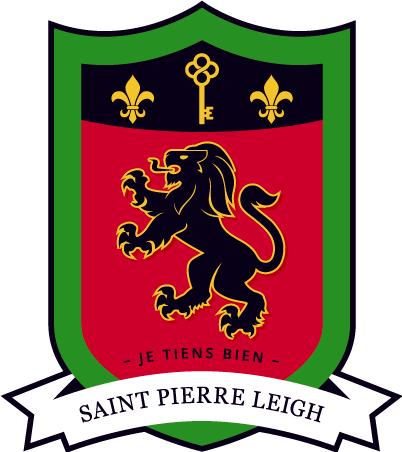 - JE TIENS BIEN -
SAINT PIERRE LEIGH